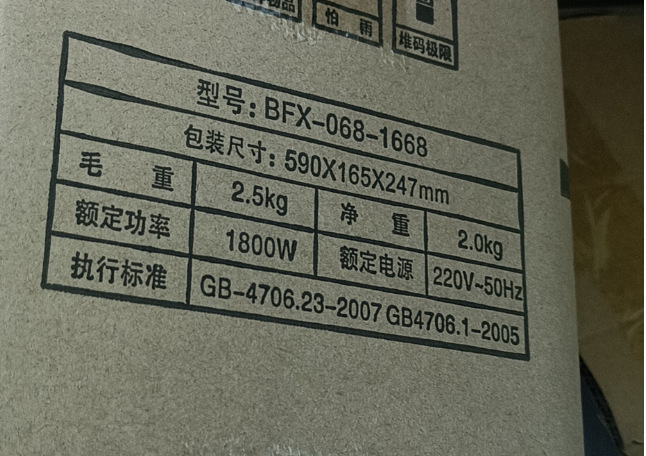 物品
怕 雨
堆码极限
型号: BFX-068-1668
包装尺寸: 590X165X247mm
毛 重 2.5kg 净 重 2.0kg
额定功率 1800W 额定电源 220V~50Hz
执行标准 GB-4706.23-2007 GB4706.1-2005